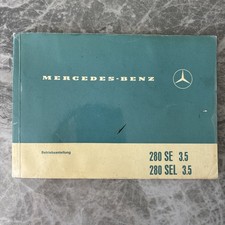 MERCEDES-BENZ
Betriebsanleitung
280 SE 3.5
280 SEL 3.5